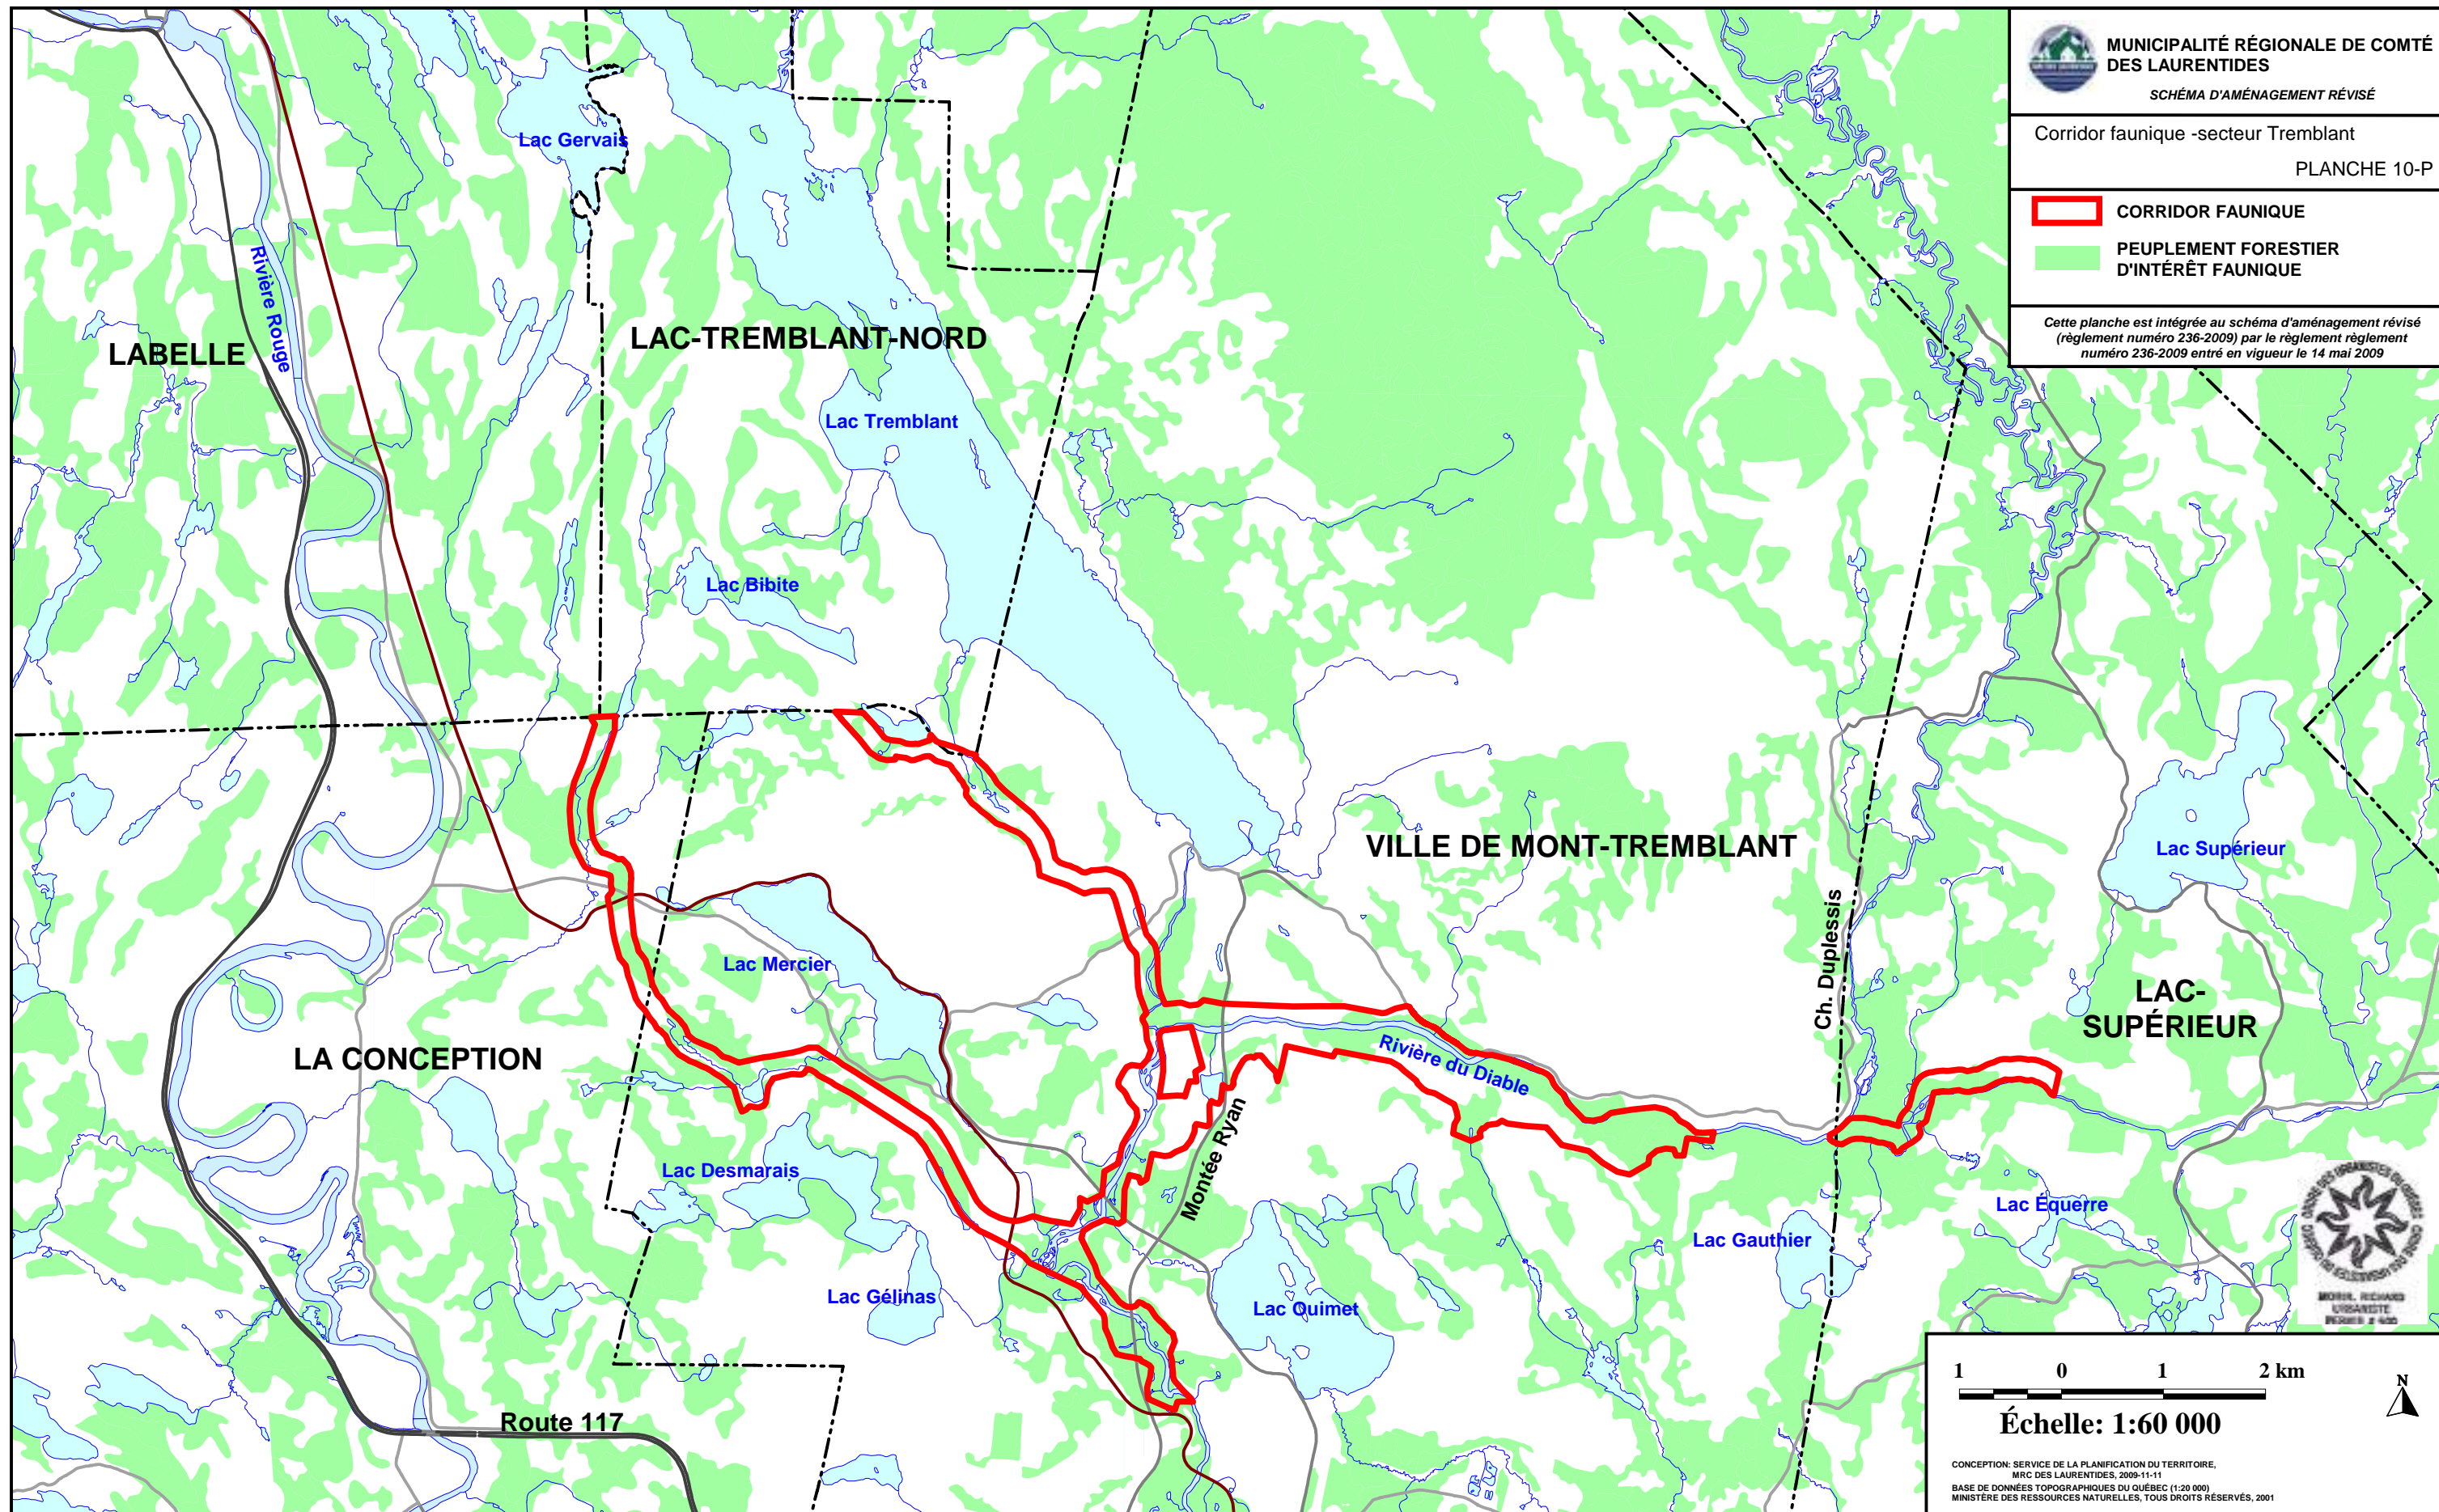 MUNICIPALITÉ RÉGIONALE DE COMTÉ
DES LAURENTIDES
SCHÉMA D'AMÉNAGEMENT RÉVISÉ
Corridor faunique -secteur Tremblant
PLANCHE 10-P
CORRIDOR FAUNIQUE
PEUPLEMENT FORESTIER
D'INTÉRÊT FAUNIQUE
Cette planche est intégrée au schéma d'aménagement révisé
(règlement numéro 236-2009) par le règlement règlement
numéro 236-2009 entré en vigueur le 14 mai 2009
Lac Gervais
Rivière Rouge
LABELLE
LAC-TREMBLANT-NORD
Lac Tremblant
Lac Bibite
VILLE DE MONT-TREMBLANT
Lac Supérieur
Ch. Duplessis
Lac Mercier
LAC-
SUPÉRIEUR
LA CONCEPTION
Rivière du Diable
Montée Ryan
Lac Desmarais
Lac Équerre
Lac Gauthier
Lac Gélinas
Lac Ouimet
Route 117
MORIN, RICHARD
URBANISTE
1 0 1 2 km
N
Échelle: 1:60 000
CONCEPTION: SERVICE DE LA PLANIFICATION DU TERRITOIRE,
MRC DES LAURENTIDES, 2009-11-11
BASE DE DONNÉES TOPOGRAPHIQUES DU QUÉBEC (1:20 000)
MINISTÈRE DES RESSOURCES NATURELLES, TOUS DROITS RÉSERVÉS, 2001